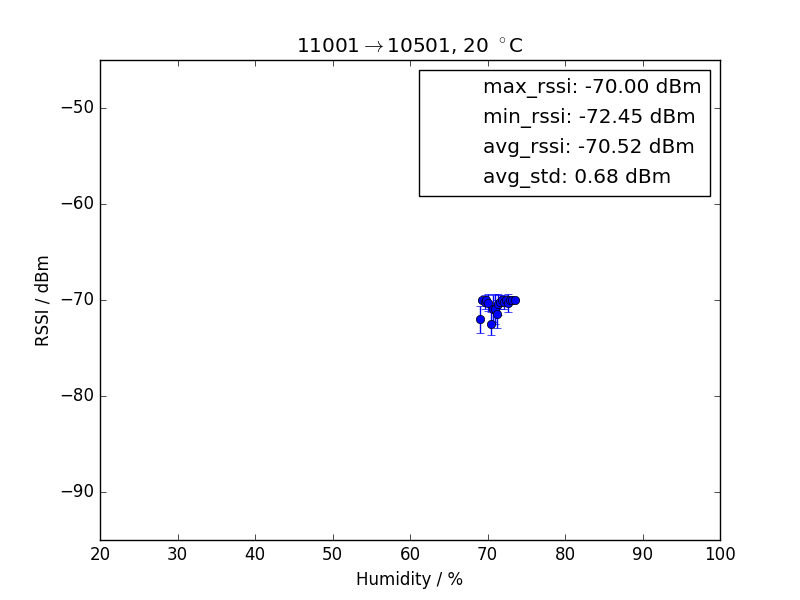 11001→10501, 20 °C
max_rssi: -70.00 dBm
min_rssi: -72.45 dBm
avg_rssi: -70.52 dBm
avg_std: 0.68 dBm
RSSI / dBm
−50
−60
−70
−80
−90
20 30 40 50 60 70 80 90 100
Humidity / %